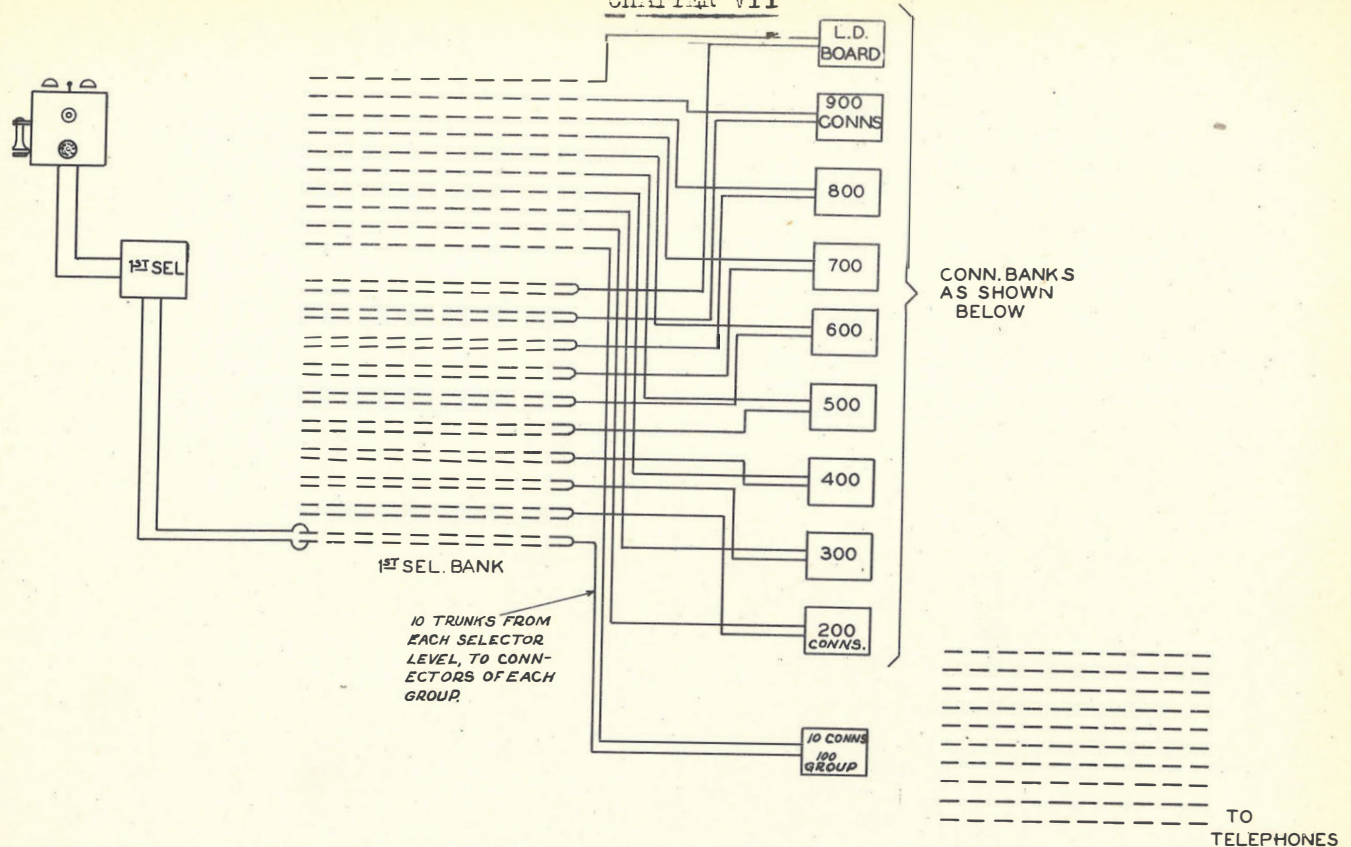 CHAPTER VII
L.D.
BOARD
900
CONNS
800
1ST SEL
700
CONN. BANKS
AS SHOWN
BELOW
600
500
400
300
1ST SEL. BANK
10 TRUNKS FROM
EACH SELECTOR
LEVEL, TO CONN-
ECTORS OF EACH
GROUP.
200
CONNS.
10 CONNS
100
GROUP
TO
TELEPHONES